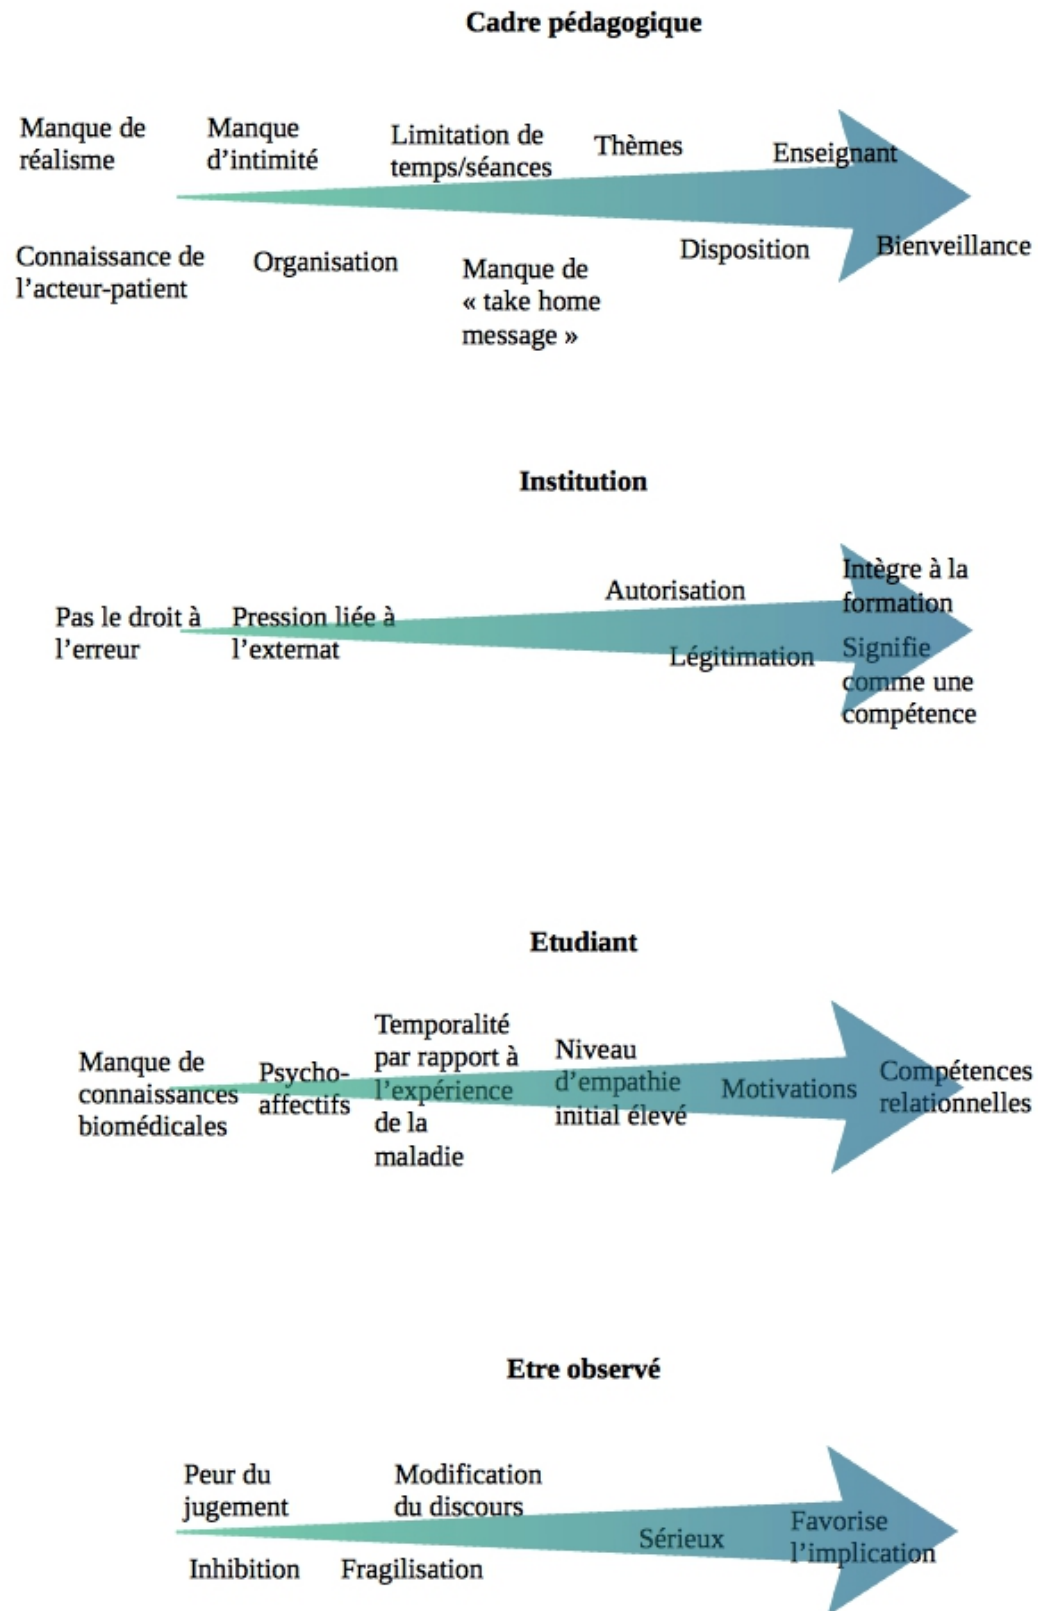 Cadre pédagogique
Manque de
réalisme
Manque
d’intimité
Limitation de
temps/séances
Thèmes
Enseignant
Connaissance de
l’acteur-patient
Organisation
Manque de
« take home
message »
Disposition
Bienveillance
Institution
Pas le droit à
l’erreur
Pression liée à
l’externat
Autorisation
Légitimation
Intègre à la
formation
Signifie
comme une
compétence
Etudiant
Manque de
connaissances
biomédicales
Psycho-
affectifs
Temporalité
par rapport à
l’expérience
de la
maladie
Niveau
d’empathie
initial élevé
Motivations
Compétences
relationnelles
Etre observé
Peur du
jugement
Modification
du discours
Inhibition
Fragilisation
Sérieux
Favorise
l’implication